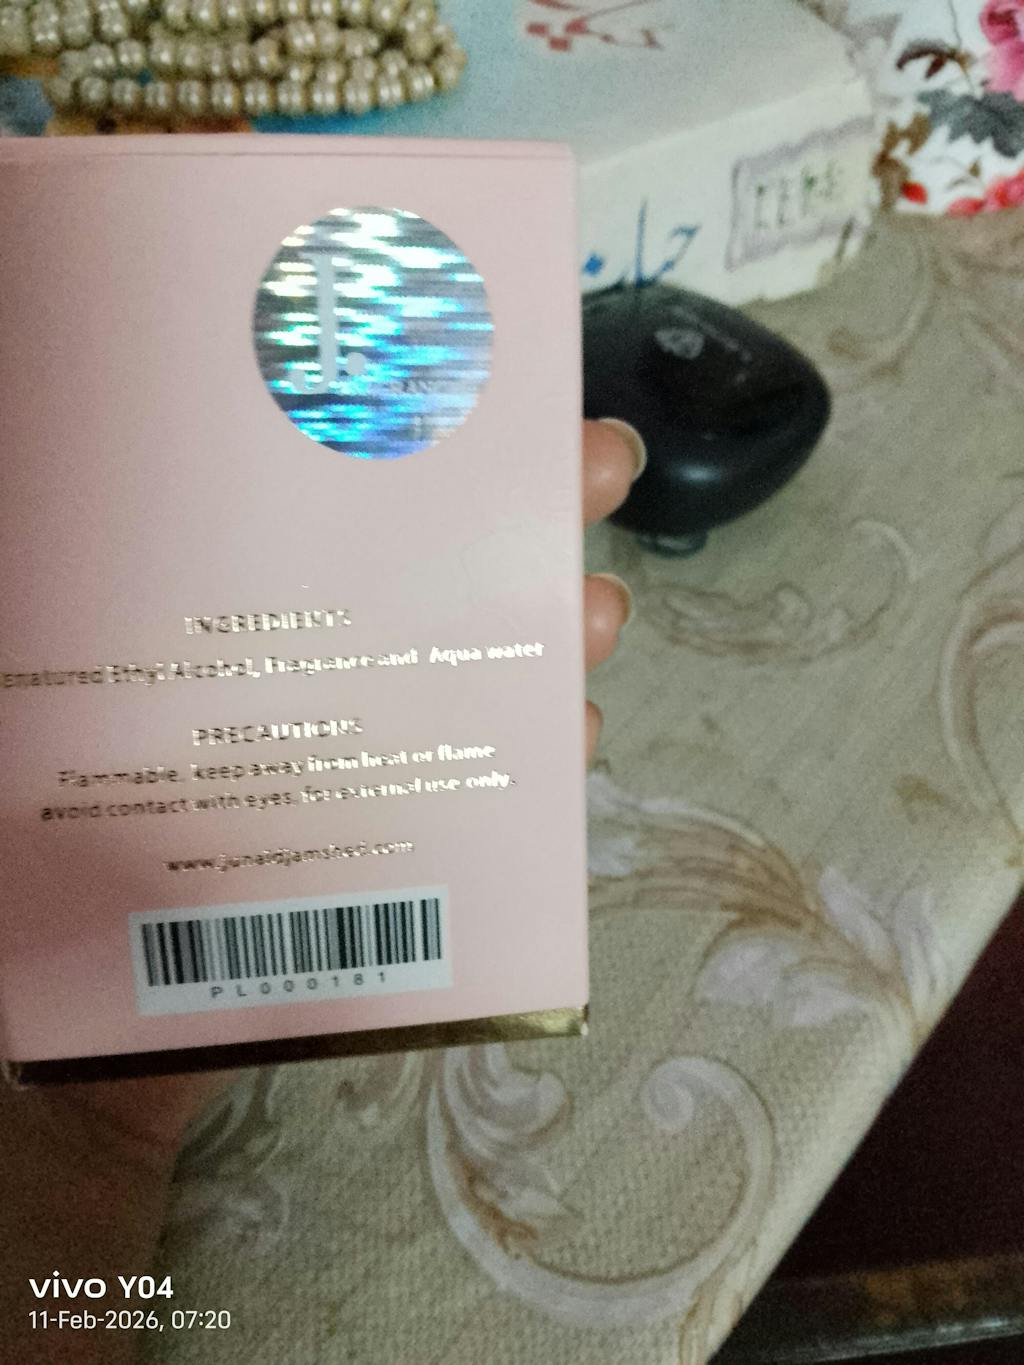 J.
INGREDIENTS
enatured Ethyl Alcohol, Fragrance and Aqua water
PRECAUTIONS
Flammable, keep away from heat or flame
avoid contact with eyes, for external use only.
www.junaidjamshed.com
PL000181
vivo Y04
11-Feb-2026, 07:20